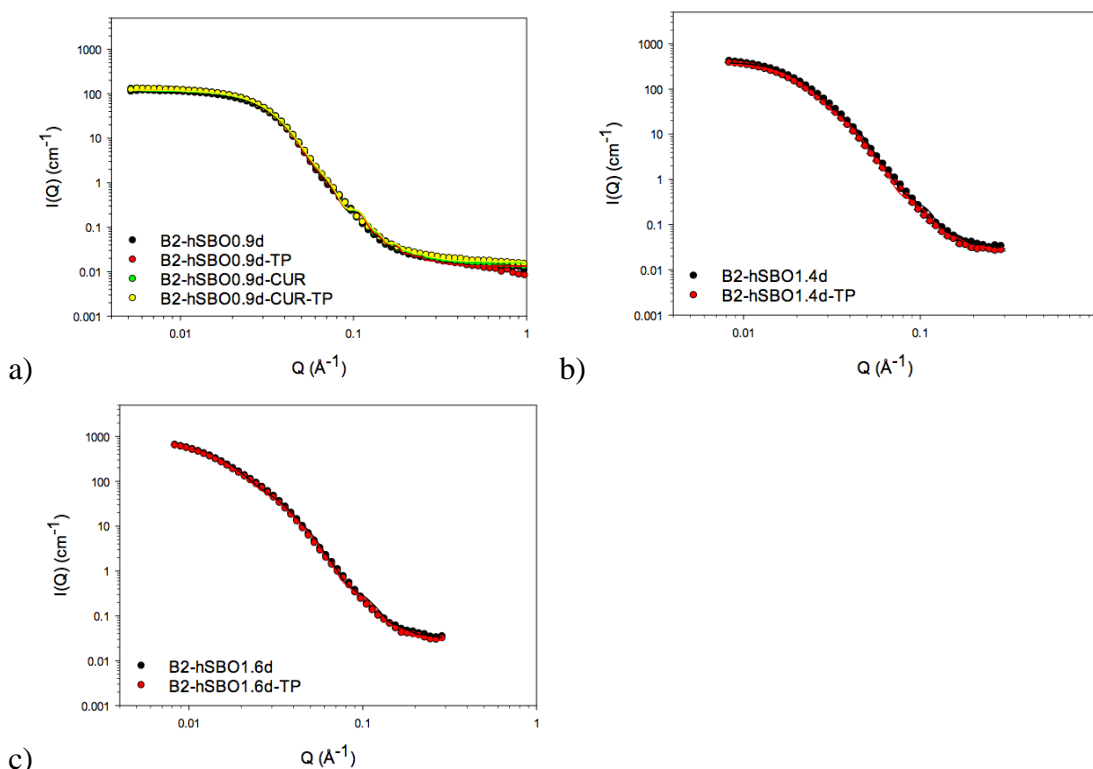 1000
100
10
1
0.1
0.01
0.001
I(Q) (cm⁻¹)
B2-hSBO0.9d
B2-hSBO0.9d-TP
B2-hSBO0.9d-CUR
B2-hSBO0.9d-CUR-TP
0.01 0.1 1
Q (Å⁻¹)
a)
1000
100
10
1
0.1
0.01
0.001
I(Q) (cm⁻¹)
B2-hSBO1.4d
B2-hSBO1.4d-TP
0.01 0.1
Q (Å⁻¹)
b)
1000
100
10
1
0.1
0.01
0.001
I(Q) (cm⁻¹)
B2-hSBO1.6d
B2-hSBO1.6d-TP
0.01 0.1 1
Q (Å⁻¹)
c)